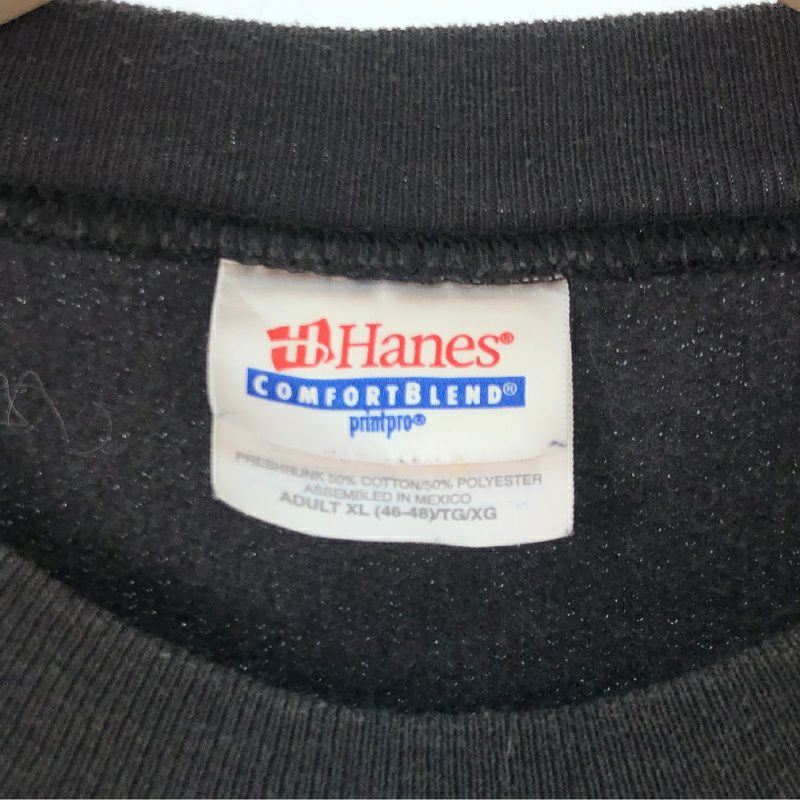 Hanes®
COMFORTBLEND®
printpro®
PRESHRUNK 50% COTTON/50% POLYESTER
ASSEMBLED IN MEXICO
ADULT XL (46-48)/TG/XG